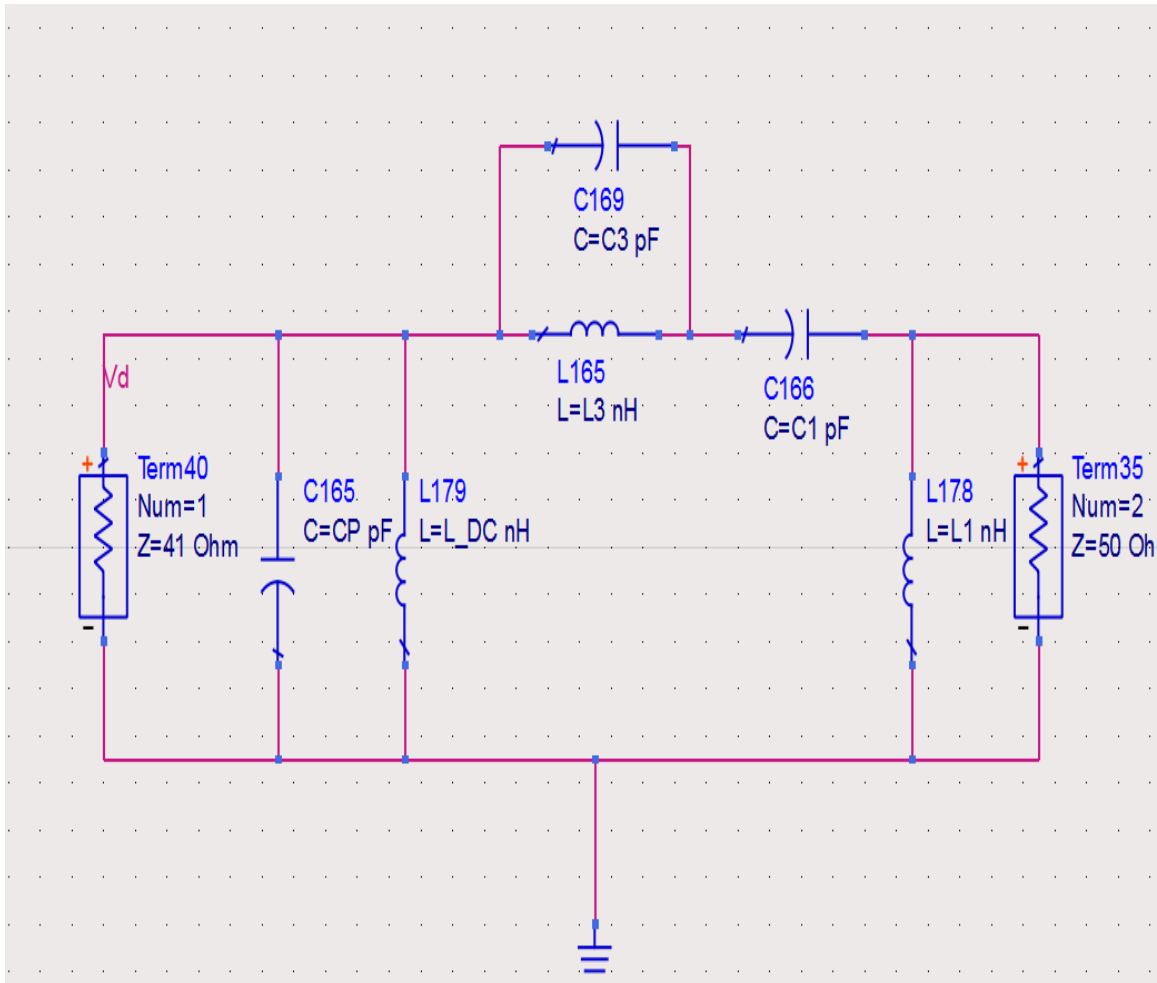 C169
C=C3 pF
L165
L=L3 nH
C166
C=C1 pF
Vd
+
Term40
Num=1
Z=41 Ohm
-
C165
C=CP pF
L179
L=L_DC nH
L178
L=L1 nH
+
Term35
Num=2
Z=50 Oh
-